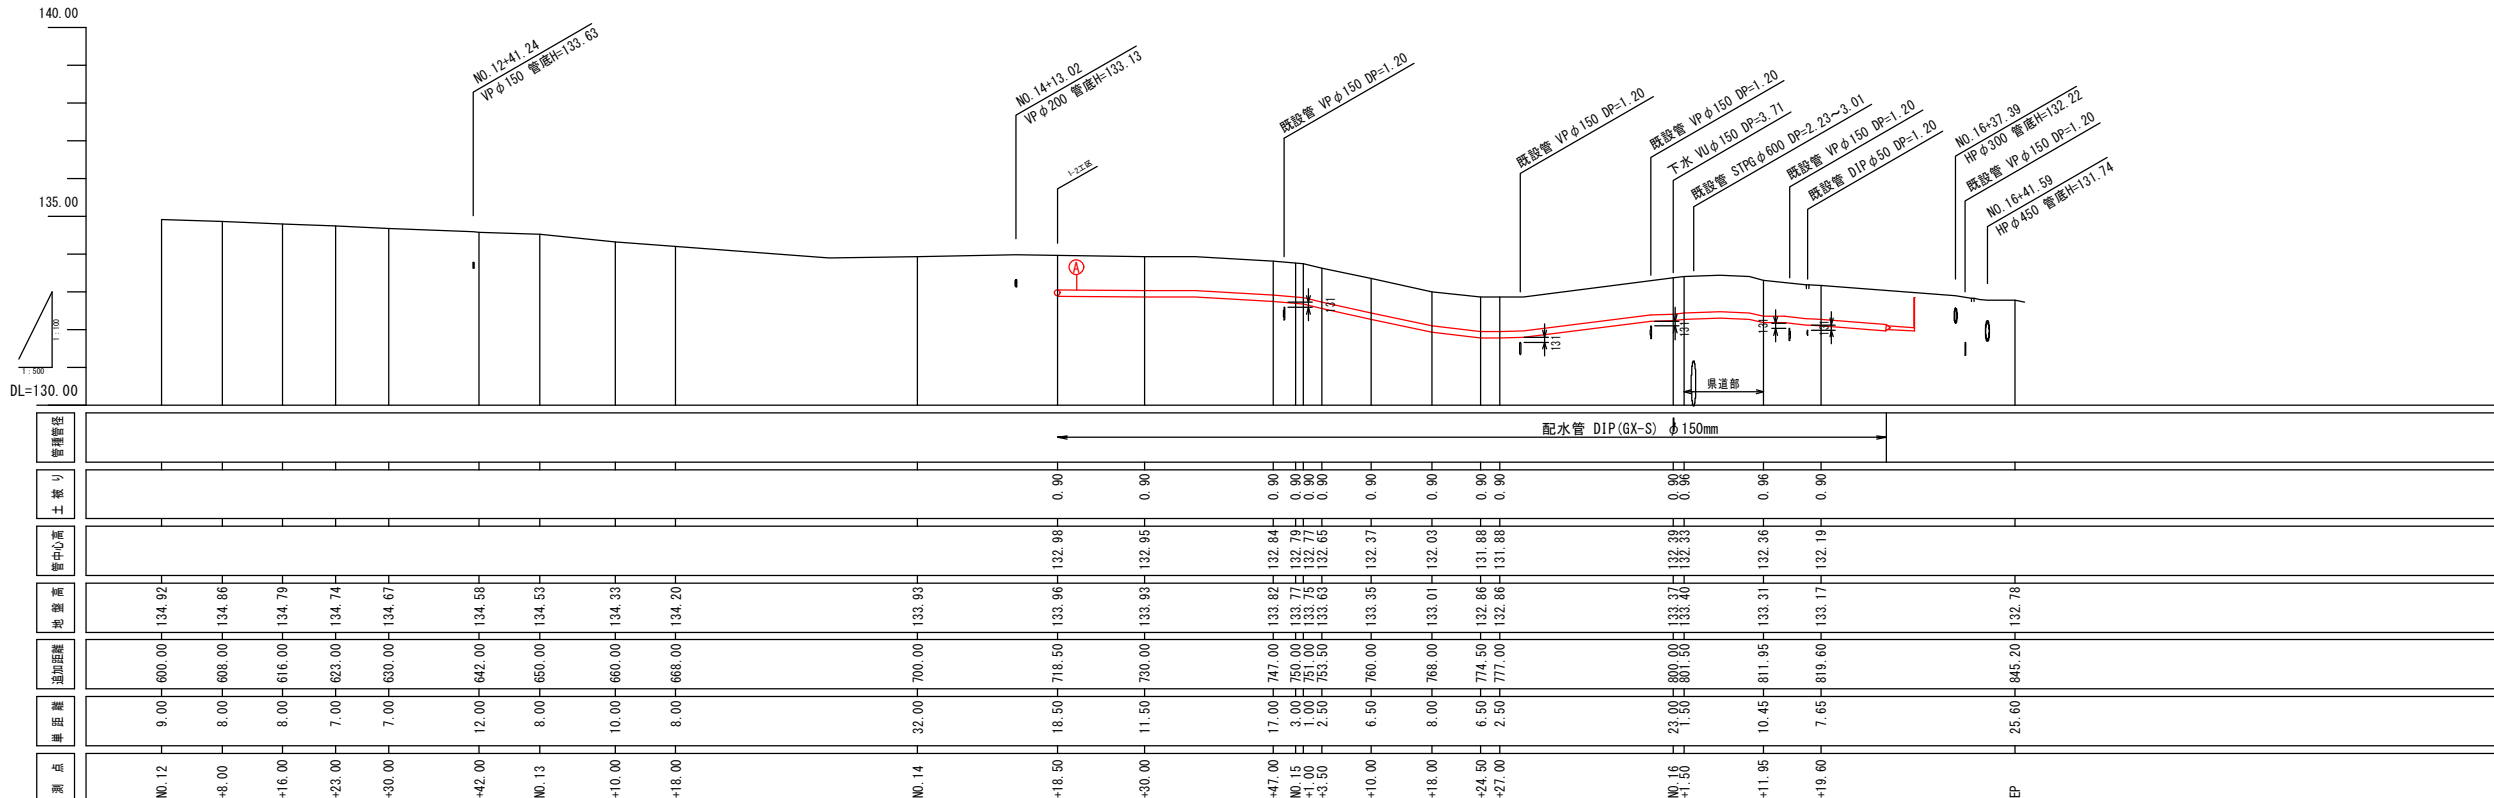 140.00
135.00
DL=130.00
1：100
1：500
NO.12+41.24
VPφ150 管底H=133.63
NO.14+13.02
VPφ200 管底H=133.13
1-2工区
既設管 VPφ150 DP=1.20
既設管 VPφ150 DP=1.20
既設管 VPφ150 DP=1.20
下水 VUφ150 DP=3.71
既設管 STPGφ600 DP=2.23～3.01
既設管 VPφ150 DP=1.20
既設管 DIPφ50 DP=1.20
NO.16+37.39
HPφ300 管底H=132.22
既設管 VPφ150 DP=1.20
NO.16+41.59
HPφ450 管底H=131.74
A
131
131
131
131
131
県道部
管種管径
配水管 DIP(GX-S) φ150mm
土被り
0.90 0.90 0.90 0.90 0.90 0.90 0.90 0.90 0.90 0.90 0.90 0.96 0.96 0.90
管中心高
132.98 132.95 132.84 132.79 132.77 132.65 132.37 132.03 131.88 131.88 132.39 132.33 132.36 132.19
地盤高
134.92 134.86 134.79 134.74 134.67 134.58 134.53 134.33 134.20 133.93 133.96 133.93 133.82 133.77 133.75 133.63 133.35 133.01 132.86 132.86 133.37 133.40 133.31 133.17 132.78
追加距離
600.00 608.00 616.00 623.00 630.00 642.00 650.00 660.00 668.00 700.00 718.50 730.00 747.00 750.00 751.00 753.50 760.00 768.00 774.50 777.00 800.00 801.50 811.95 819.60 845.20
単距離
9.00 8.00 8.00 7.00 7.00 12.00 8.00 10.00 8.00 32.00 18.50 11.50 17.00 3.00 1.00 2.50 6.50 8.00 6.50 2.50 23.00 1.50 10.45 7.65 25.60
測点
NO.12 +8.00 +16.00 +23.00 +30.00 +42.00 NO.13 +10.00 +18.00 NO.14 +18.50 +30.00 +47.00 NO.15 +1.00 +3.50 +10.00 +18.00 +24.50 +27.00 NO.16 +1.50 +11.95 +19.60 EP